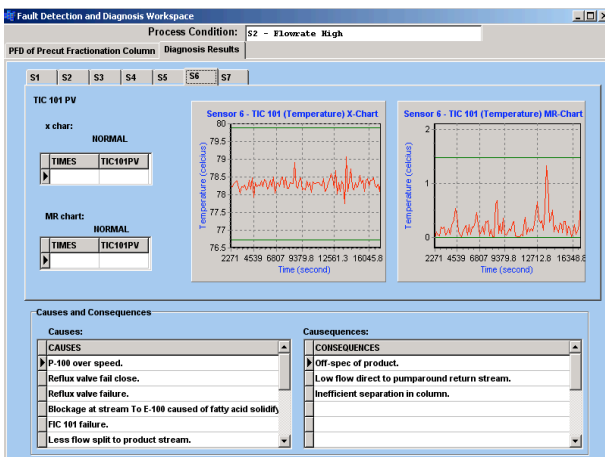 Fault Detection and Diagnosis Workspace
Process Condition: S2 - Flowrate High
PFD of Precut Fractionation Column Diagnosis Results
S1 S2 S3 S4 S5 S6 S7
TIC 101 PV
x char:
NORMAL
TIMES TIC101PV
MR chart:
NORMAL
TIMES TIC101PV
Sensor 6 - TIC 101 (Temperature) X-Chart
Temperature (celcius)
80
79.5
79
78.5
78
77.5
77
76.5
2271 4539 6807 9379.8 12561.3 16045.8
Time (second)
Sensor 6 - TIC 101 (Temperature) MR-Chart
Temperature (celcius)
2
1
0
2271 4539 6807 9379.8 12712.8 16348.5
Time (second)
Causes and Consequences
Causes:
CAUSES
P-100 over speed.
Reflux valve fail close.
Reflux valve failure.
Blockage at stream To E-100 caused of fatty acid solidify
FIC 101 failure.
Less flow split to product stream.
Causequences:
CONSEQUENCES
Off-spec of product.
Low flow direct to pumparound return stream.
Inefficient separation in column.